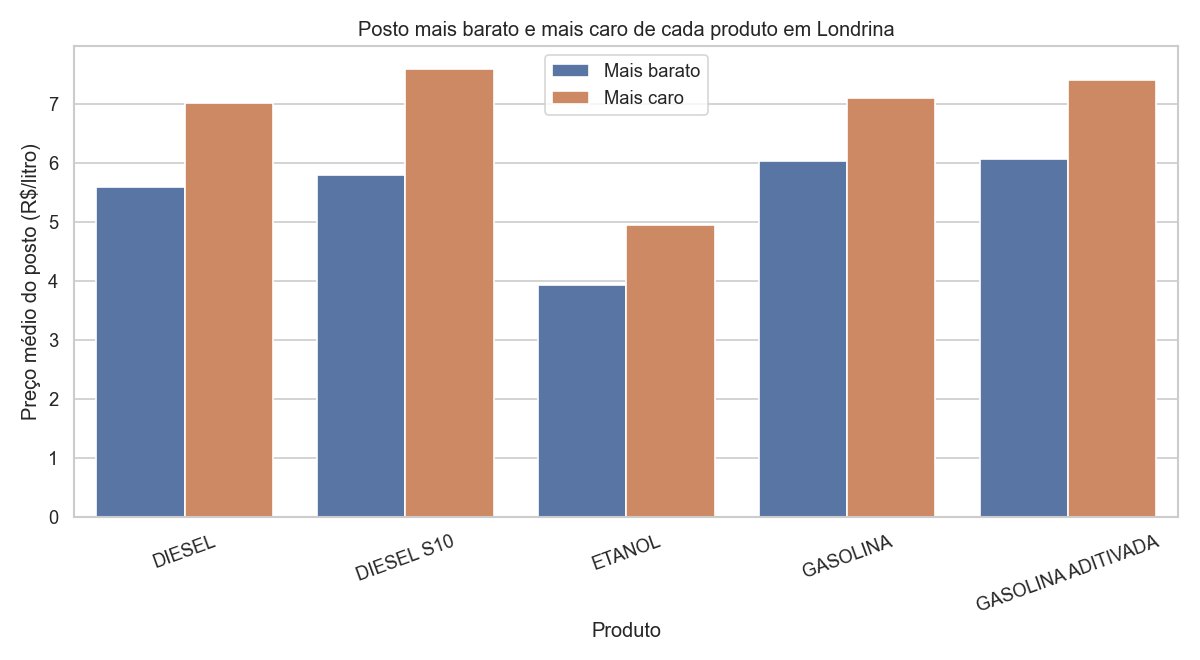 Posto mais barato e mais caro de cada produto em Londrina
Mais barato
Mais caro
Preço médio do posto (R$/litro)
7
6
5
4
3
2
1
0
DIESEL
DIESEL S10
ETANOL
GASOLINA
GASOLINA ADITIVADA
Produto